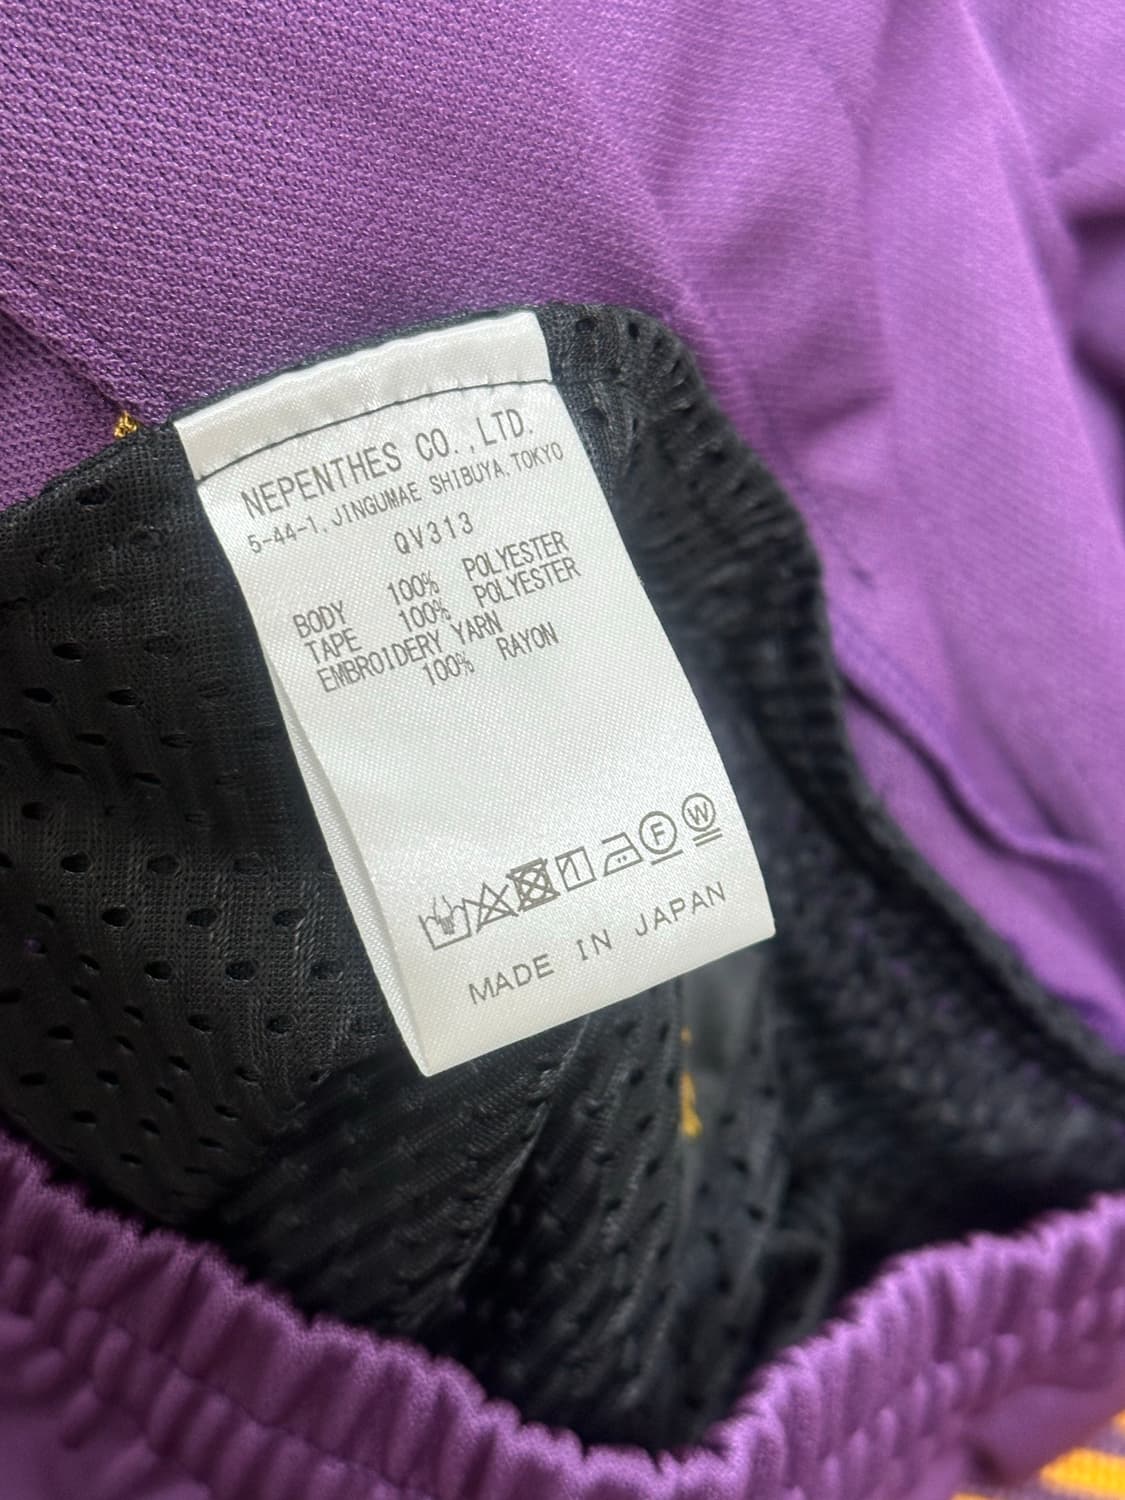 NEPENTHES CO.,LTD.
5-44-1, JINGUMAE SHIBUYA, TOKYO
QV313
BODY 100% POLYESTER
TAPE 100% POLYESTER
EMBROIDERY YARN
100% RAYON
F W
MADE IN JAPAN